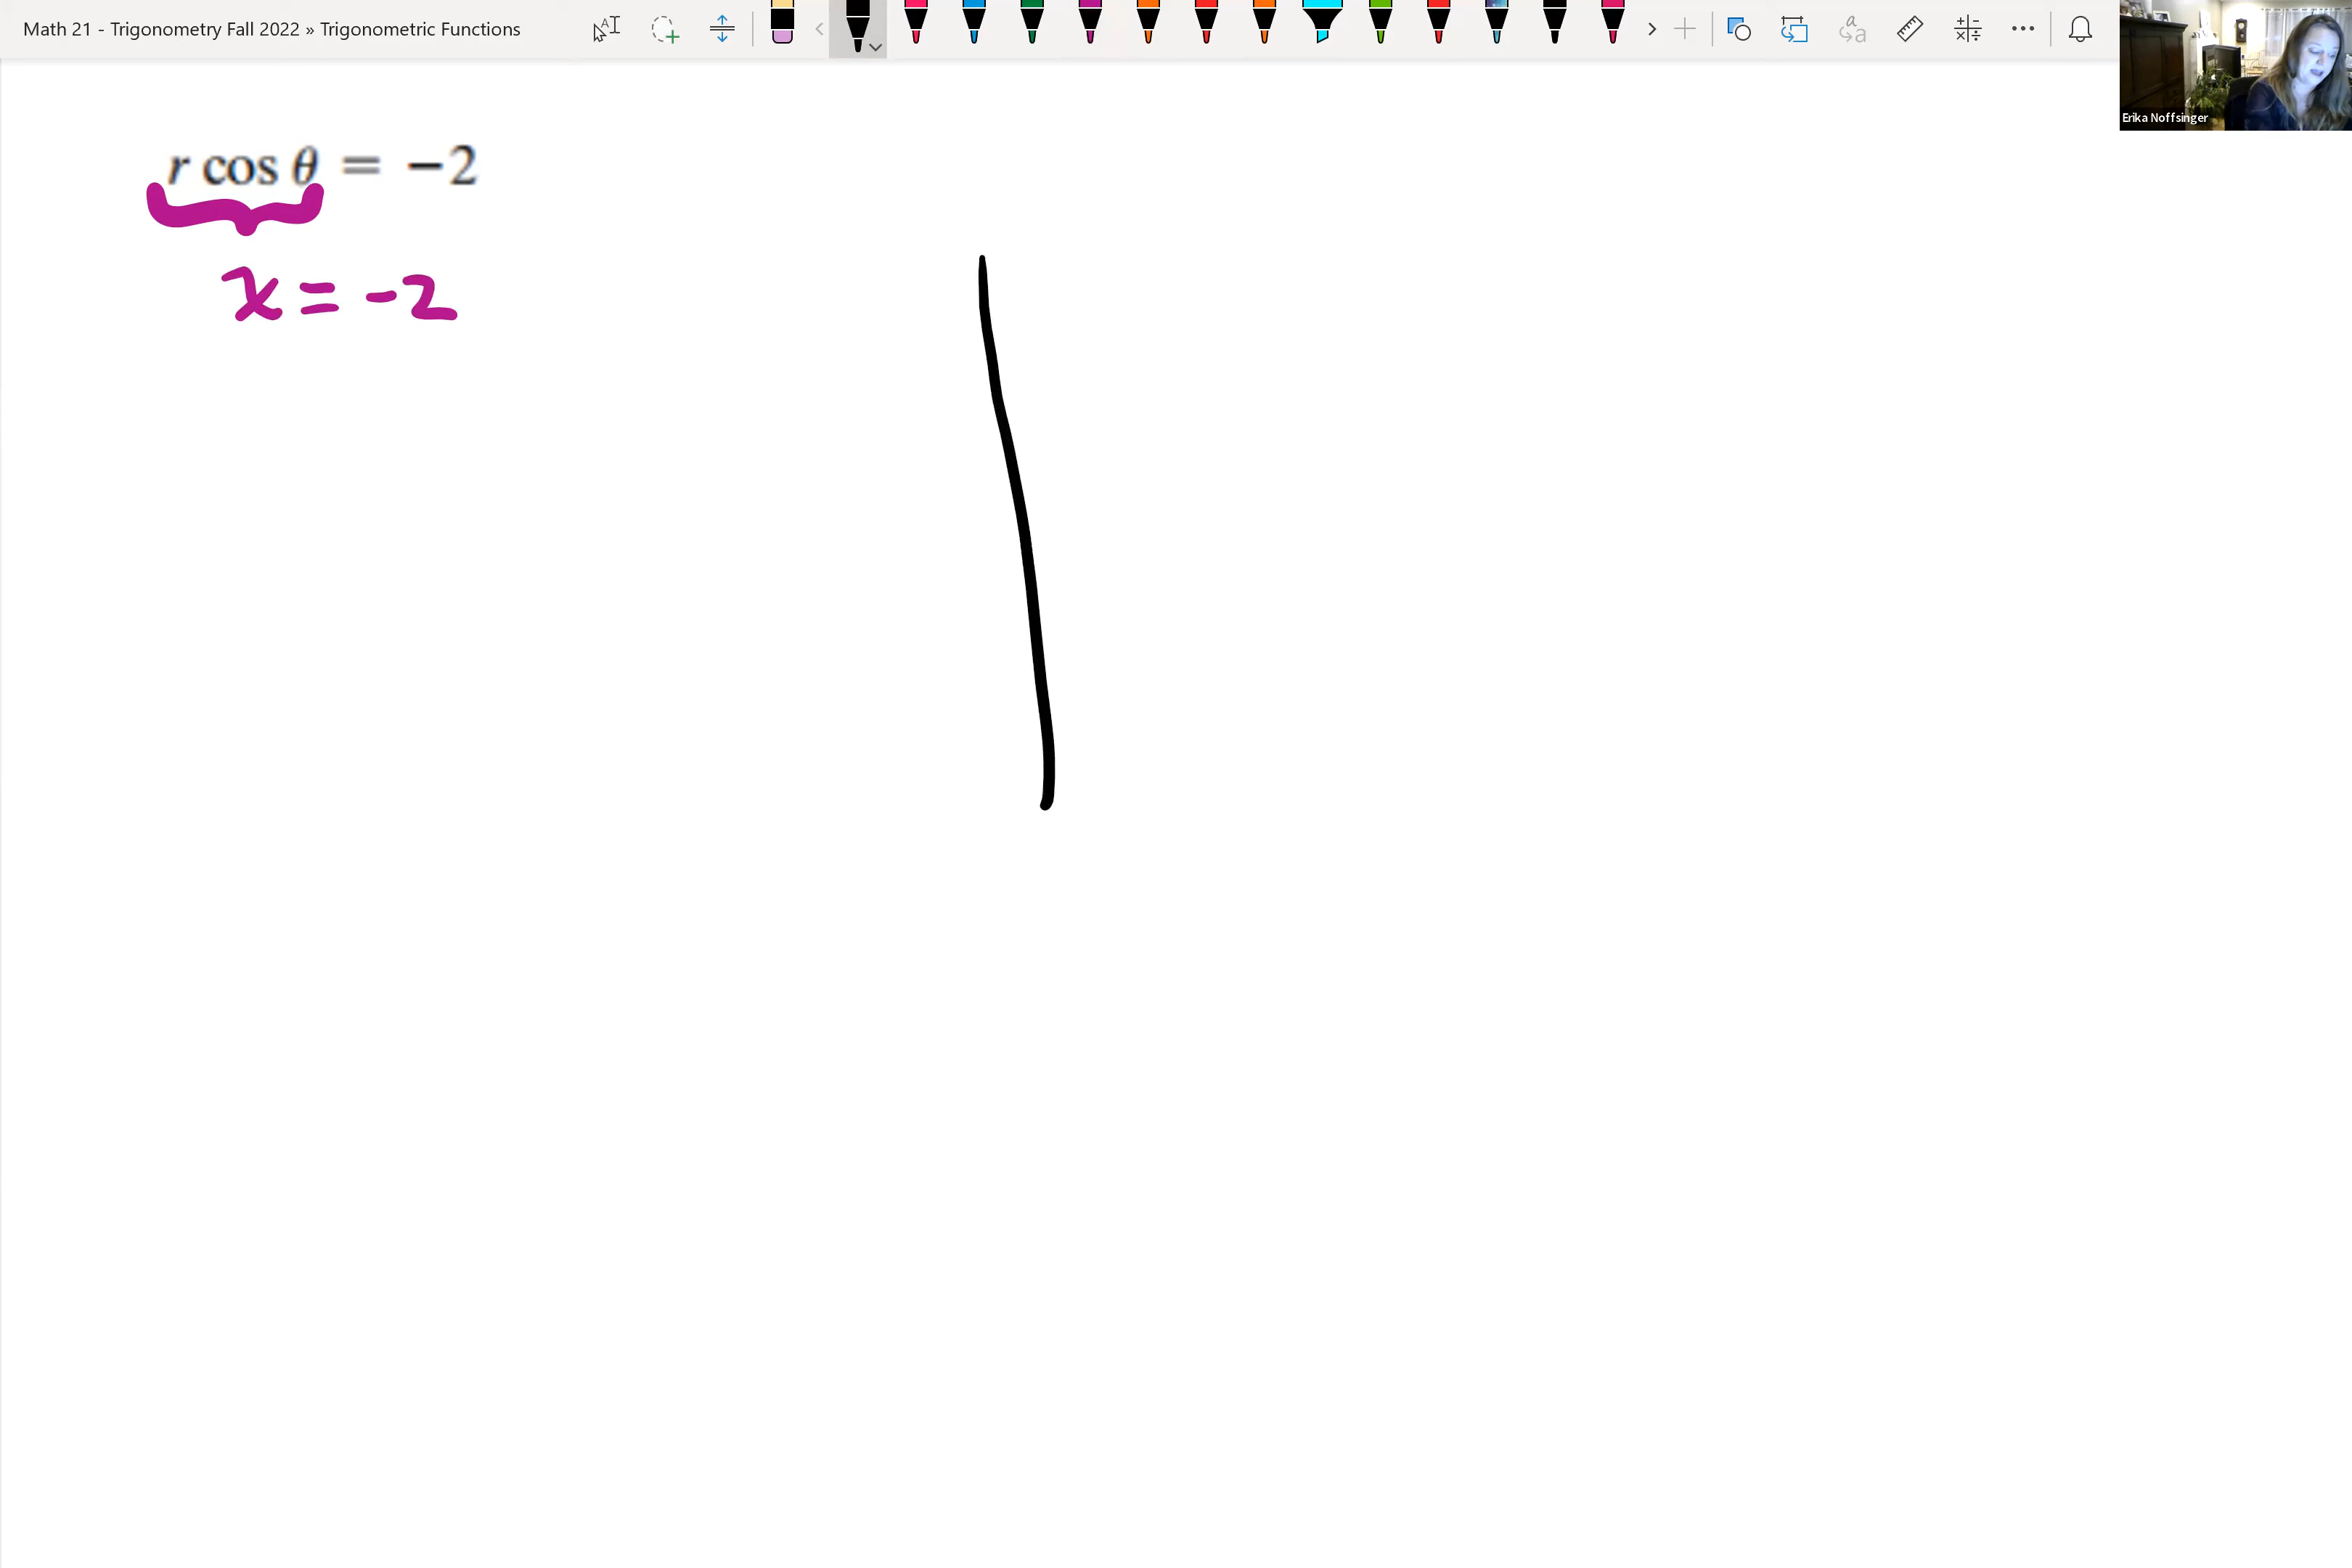 Math 21 - Trigonometry Fall 2022 » Trigonometric Functions
Erika Noffsinger
r cos θ = −2
x = -2